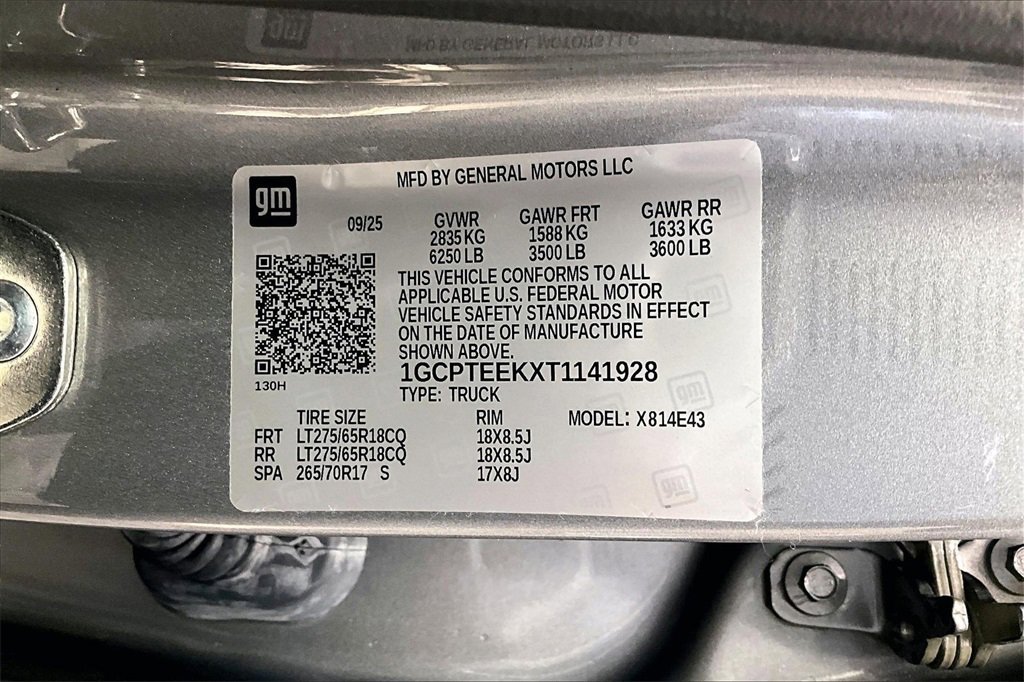 gm
MFD BY GENERAL MOTORS LLC
09/25 GVWR GAWR FRT GAWR RR
2835 KG 1588 KG 1633 KG
6250 LB 3500 LB 3600 LB
THIS VEHICLE CONFORMS TO ALL
APPLICABLE U.S. FEDERAL MOTOR
VEHICLE SAFETY STANDARDS IN EFFECT
ON THE DATE OF MANUFACTURE
SHOWN ABOVE.
130H
1GCPTEEKXT1141928
TYPE: TRUCK
TIRE SIZE RIM MODEL: X814E43
FRT LT275/65R18CQ 18X8.5J
RR LT275/65R18CQ 18X8.5J
SPA 265/70R17 S 17X8J
gm